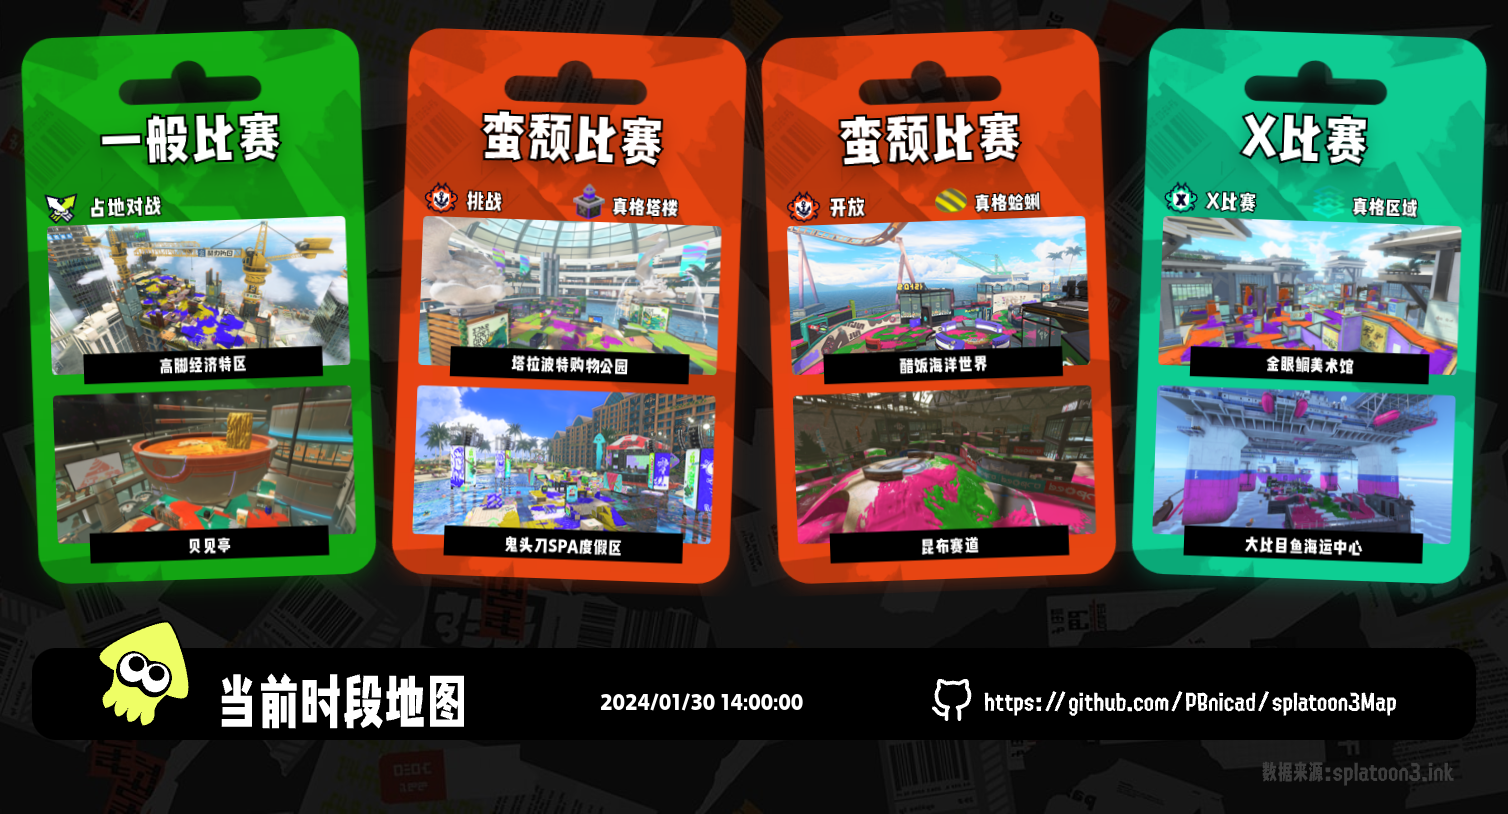 一般比赛
占地对战
高脚经济特区
贝见亭
蛮颓比赛
挑战
真格塔楼
塔拉波特购物公园
鬼头刀SPA度假区
蛮颓比赛
开放
真格蛤蜊
醋饭海洋世界
昆布赛道
X比赛
X比赛
真格区域
金眼鲷美术馆
大比目鱼海运中心
当前时段地图
2024/01/30 14:00:00
https://github.com/PBnicad/splatoon3Map
数据来源:splatoon3.ink